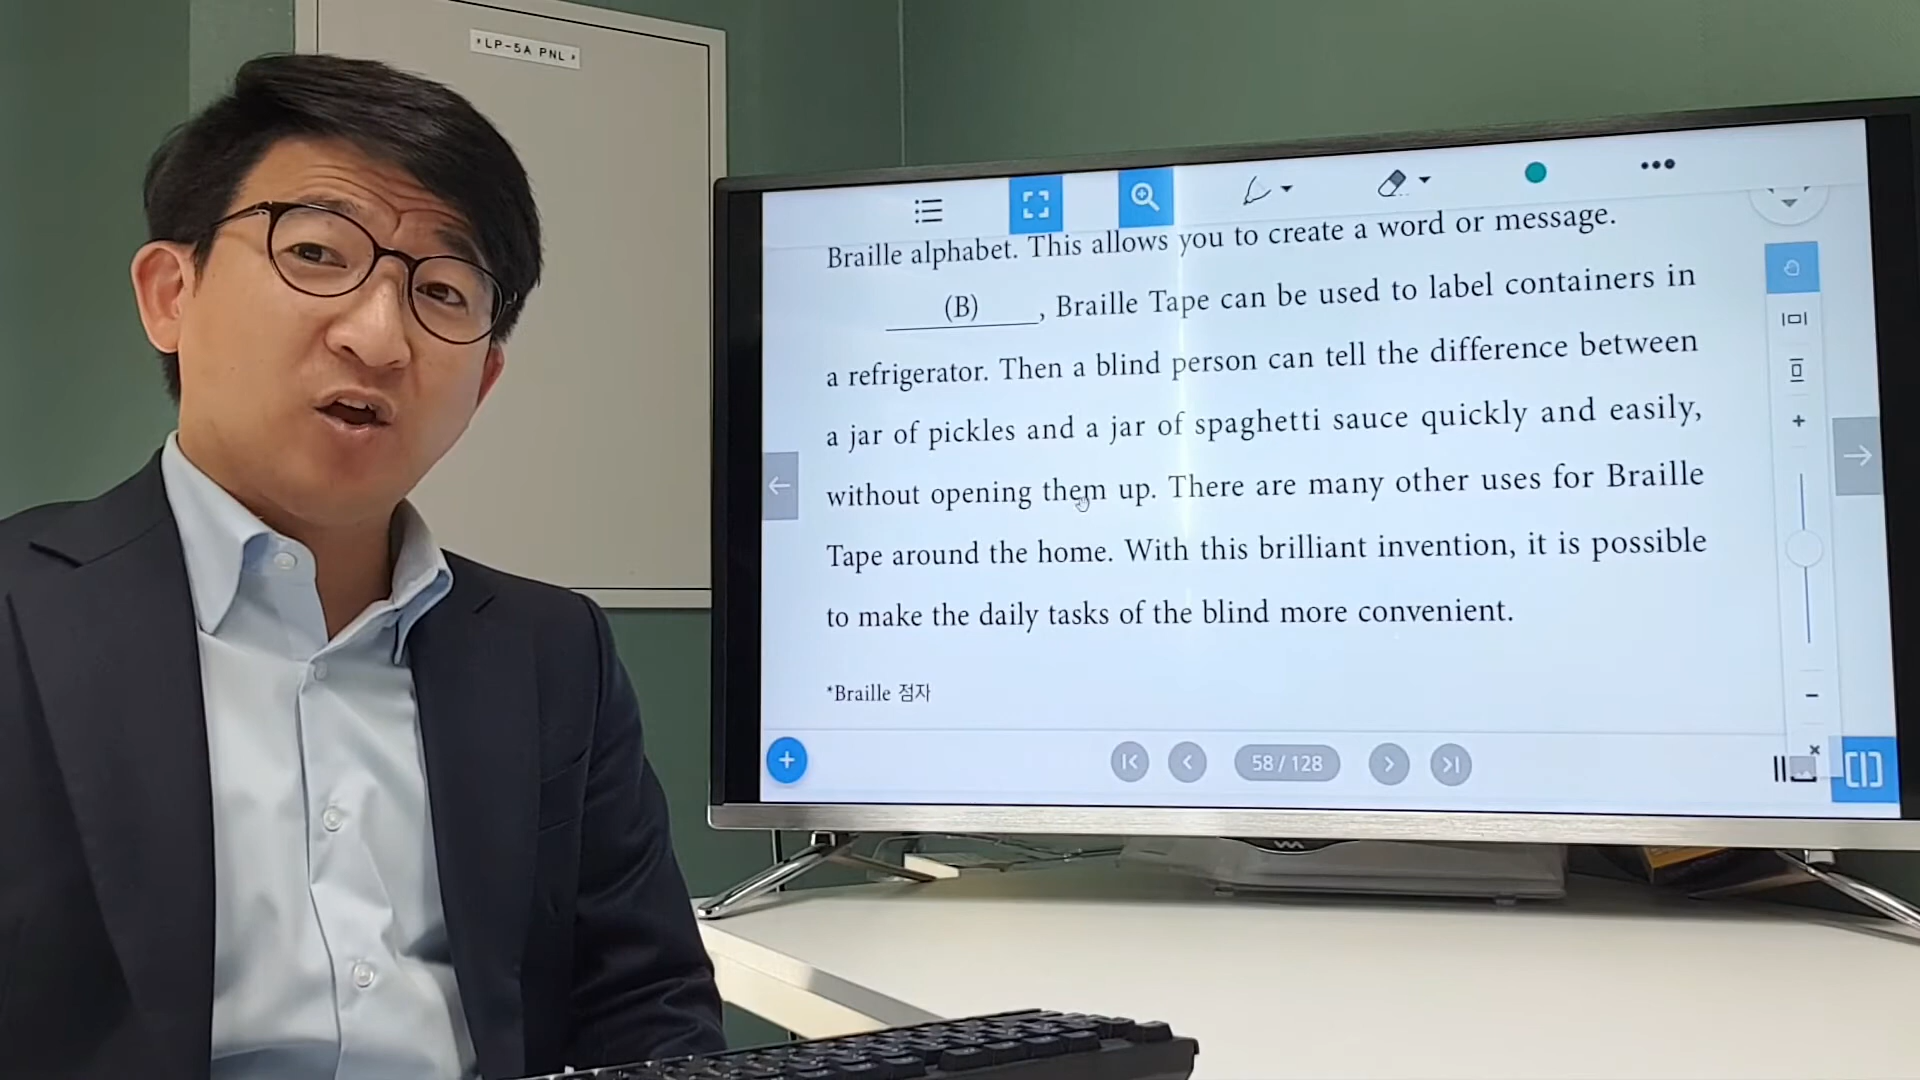 *LP-5A PNL*
Braille alphabet. This allows you to create a word or message.
(B) , Braille Tape can be used to label containers in
a refrigerator. Then a blind person can tell the difference between
a jar of pickles and a jar of spaghetti sauce quickly and easily,
without opening them up. There are many other uses for Braille
Tape around the home. With this brilliant invention, it is possible
to make the daily tasks of the blind more convenient.
*Braille 점자
58 / 128